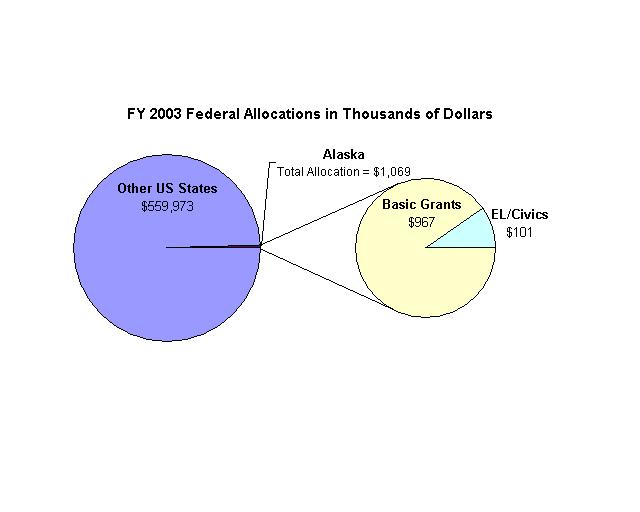 FY 2003 Federal Allocations in Thousands of Dollars
Alaska
Total Allocation = $1,069
Other US States
$559,973
Basic Grants
$967
EL/Civics
$101